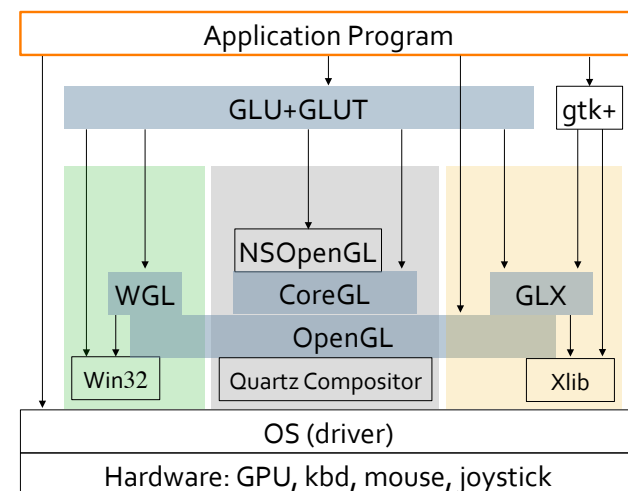 Application Program
GLU+GLUT
gtk+
NSOpenGL
WGL
CoreGL
GLX
OpenGL
Win32
Quartz Compositor
Xlib
OS (driver)
Hardware: GPU, kbd, mouse, joystick